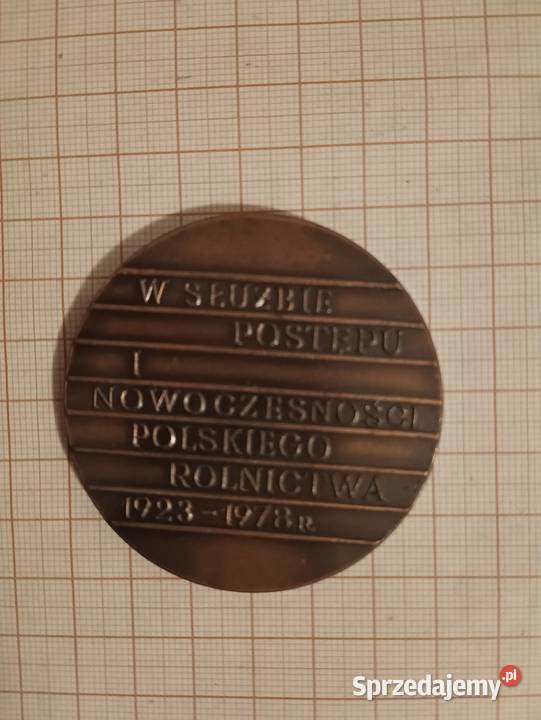 W SŁUŻBIE
POSTĘPU
I
NOWOCZESNOŚCI
POLSKIEGO
ROLNICTWA
1923-1978 R.
Sprzedajemy.pl